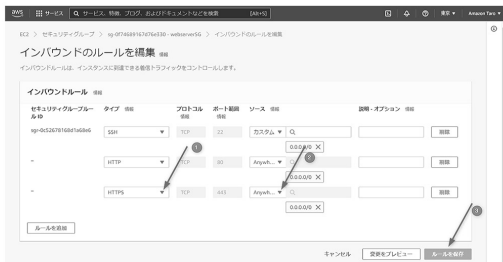 aws
サービス
サービス、特徴、ブログ、およびドキュメントなどを検索
[Alt+S]
東京 ▼
Amazon Taro ▼
EC2 > セキュリティグループ > sg-0f74689167d76e330 - webserverSG > インバウンドのルールを編集
インバウンドのルールを編集 情報
インバウンドルールは、インスタンスに到達できる着信トラフィックをコントロールします。
インバウンドルール 情報
セキュリティグループルール ID
タイプ 情報
プロトコル 情報
ポート範囲 情報
ソース 情報
説明 - オプション 情報
sgr-0c52678168d1a68e6
SSH
TCP
22
カスタム
削除
0.0.0.0/0 X
1
2
-
HTTP
TCP
80
Anywh...
削除
0.0.0.0/0 X
-
HTTPS
TCP
443
Anywh...
削除
0.0.0.0/0 X
3
ルールを追加
キャンセル
変更をプレビュー
ルールを保存